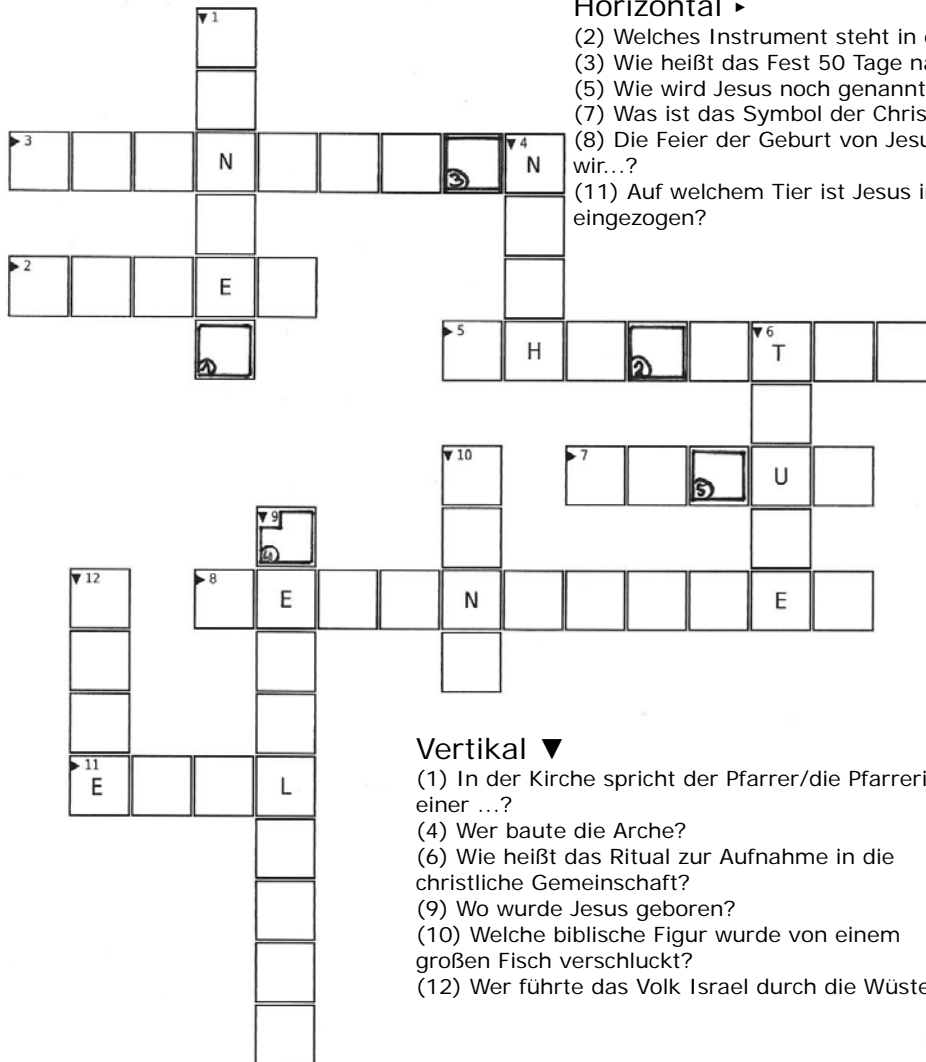 Horizontal ▸
(2) Welches Instrument steht in
(3) Wie heißt das Fest 50 Tage na
(5) Wie wird Jesus noch genannt
(7) Was ist das Symbol der Chris
(8) Die Feier der Geburt von Jesu
wir...?
(11) Auf welchem Tier ist Jesus i
eingezogen?
▼ 1
▶ 3 N ③ ▼ 4 N
▶ 2 E
①
▶ 5 H ② ▼ 6 T
▼ 10 ▶ 7 ⑤ U
▼ 9 ④
▼ 12 ▶ 8 E N E
▶ 11 E L
Vertikal ▼
(1) In der Kirche spricht der Pfarrer/die Pfarreri
einer ...?
(4) Wer baute die Arche?
(6) Wie heißt das Ritual zur Aufnahme in die
christliche Gemeinschaft?
(9) Wo wurde Jesus geboren?
(10) Welche biblische Figur wurde von einem
großen Fisch verschluckt?
(12) Wer führte das Volk Israel durch die Wüste